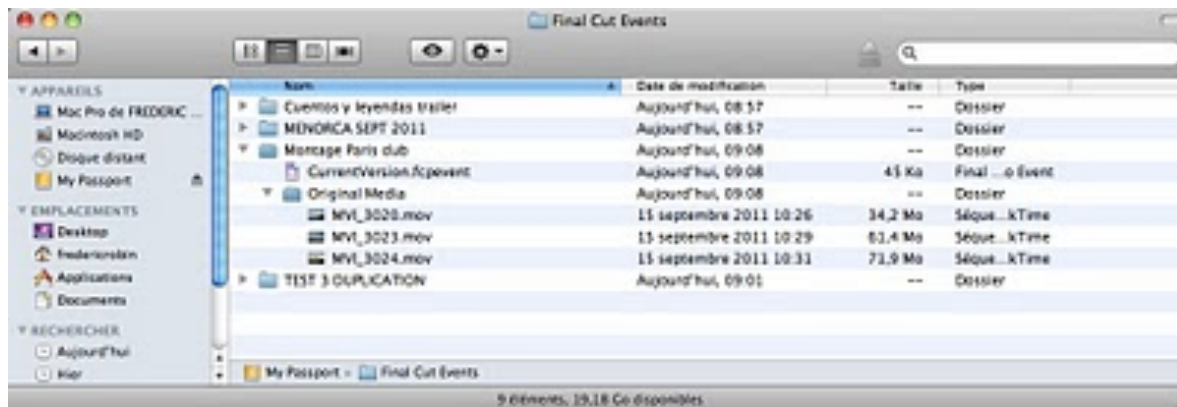 Final Cut Events
Nom Date de modification Taille Type
APPAREILS
Mac Pro de FREDERIC ...
Macintosh HD
Disque distant
My Passport
EMPLACEMENTS
Desktop
fredericrobin
Applications
Documents
RECHERCHER
Aujourd'hui
Hier
Cuentos y leyendas trailer Aujourd'hui, 08:57 -- Dossier
MENORCA SEPT 2011 Aujourd'hui, 08:57 -- Dossier
Montage Paris club Aujourd'hui, 09:08 -- Dossier
CurrentVersion.fcpevent Aujourd'hui, 09:08 45 Ko Final ...o Event
Original Media Aujourd'hui, 09:08 -- Dossier
MVI_3020.mov 15 septembre 2011 10:26 34,2 Mo Séque...kTime
MVI_3023.mov 15 septembre 2011 10:29 61,4 Mo Séque...kTime
MVI_3024.mov 15 septembre 2011 10:31 71,9 Mo Séque...kTime
TEST 3 DUPLICATION Aujourd'hui, 09:01 -- Dossier
My Passport Final Cut Events
9 éléments, 19,18 Go disponibles